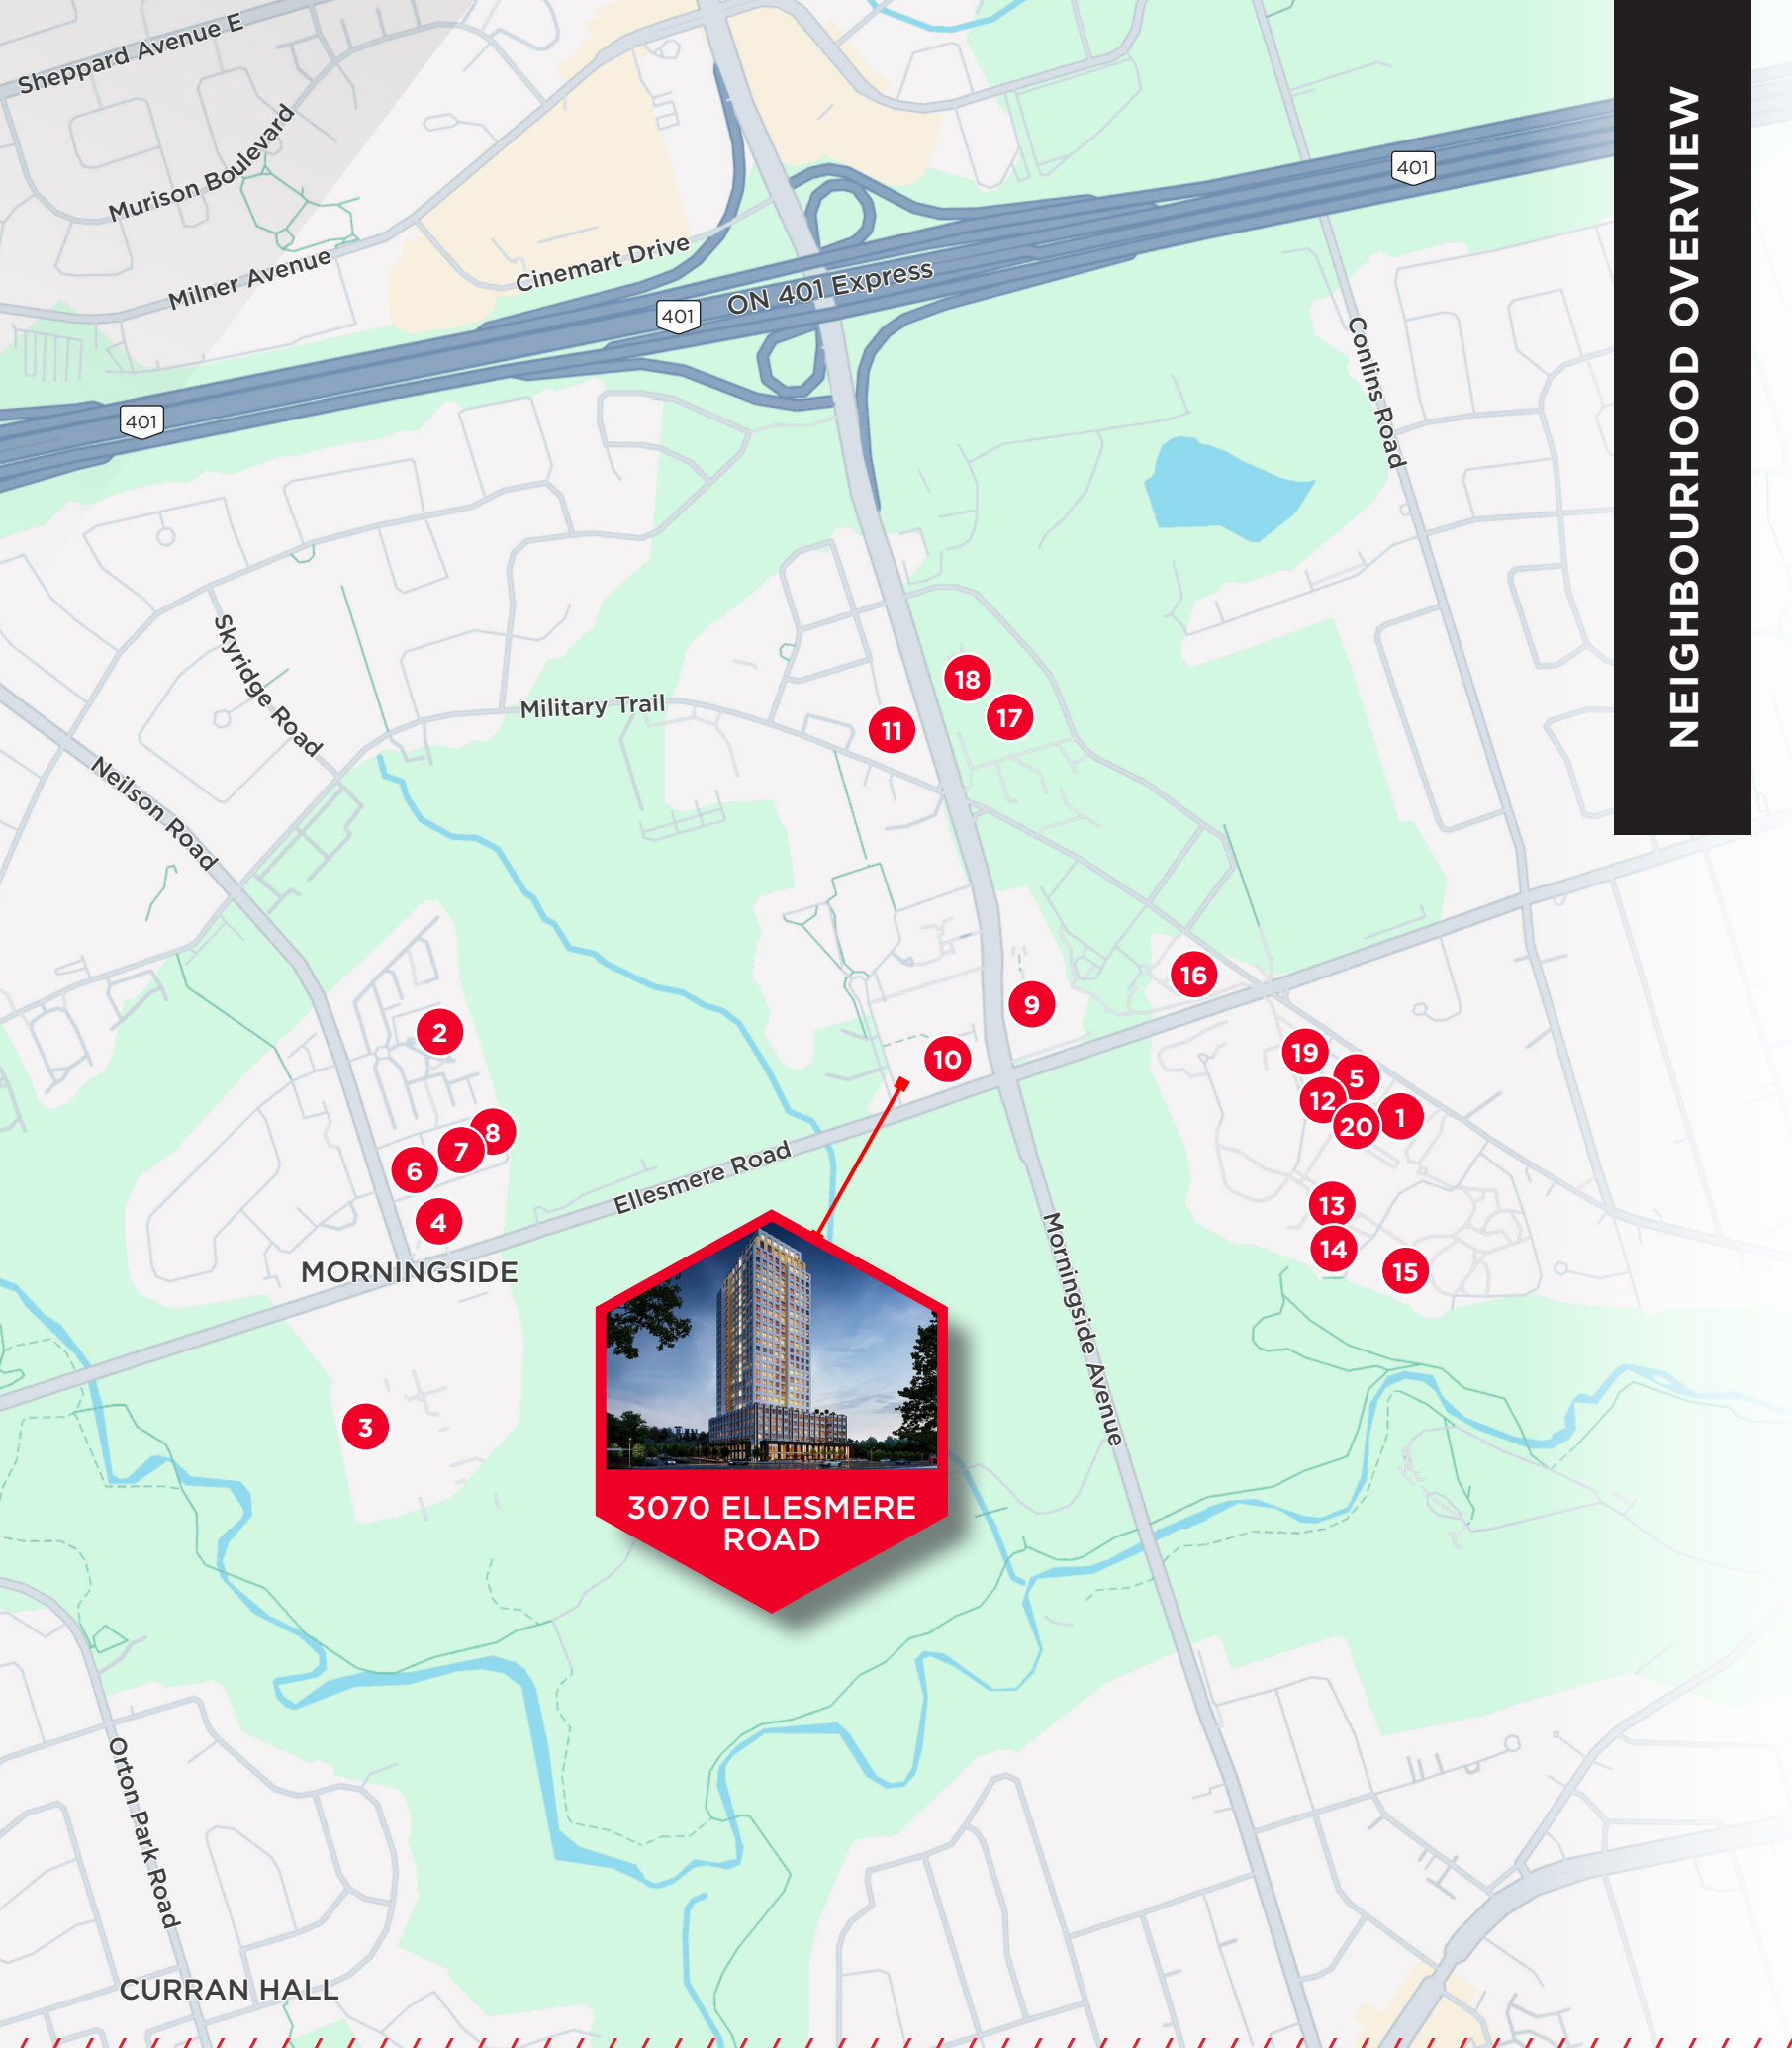 NEIGHBOURHOOD OVERVIEW
Sheppard Avenue E
Murison Boulevard
Milner Avenue
Cinemart Drive
ON 401 Express
401
401
401
Conlins Road
Skyridge Road
Military Trail
Neilson Road
18
17
11
16
9
10
2
19
5
12
20
1
8
7
6
4
13
14
15
Ellesmere Road
MORNINGSIDE
Morningside Avenue
3
3070 ELLESMERE
ROAD
Orton Park Road
CURRAN HALL